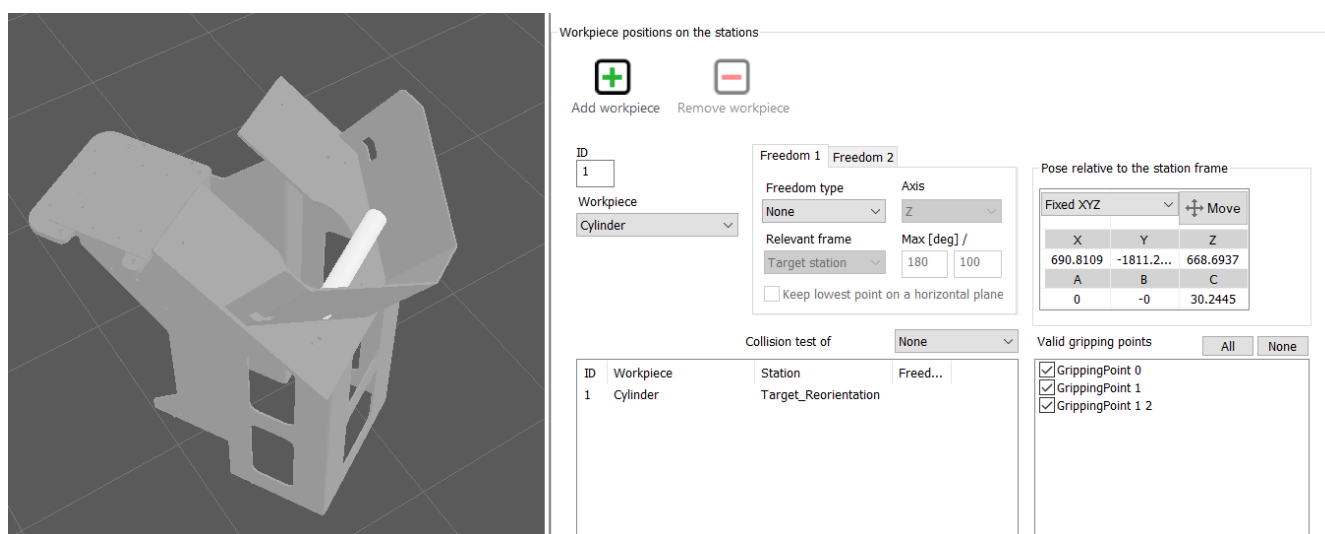 Workpiece positions on the stations
Add workpiece Remove workpiece
ID
1
Workpiece
Cylinder
Freedom 1 Freedom 2
Freedom type Axis
None Z
Relevant frame Max [deg] /
Target station 180 100
Keep lowest point on a horizontal plane
Pose relative to the station frame
Fixed XYZ Move
X Y Z
690.8109 -1811.2... 668.6937
A B C
0 -0 30.2445
Collision test of None
Valid gripping points All None
ID Workpiece Station Freed...
1 Cylinder Target_Reorientation
GrippingPoint 0
GrippingPoint 1
GrippingPoint 1 2